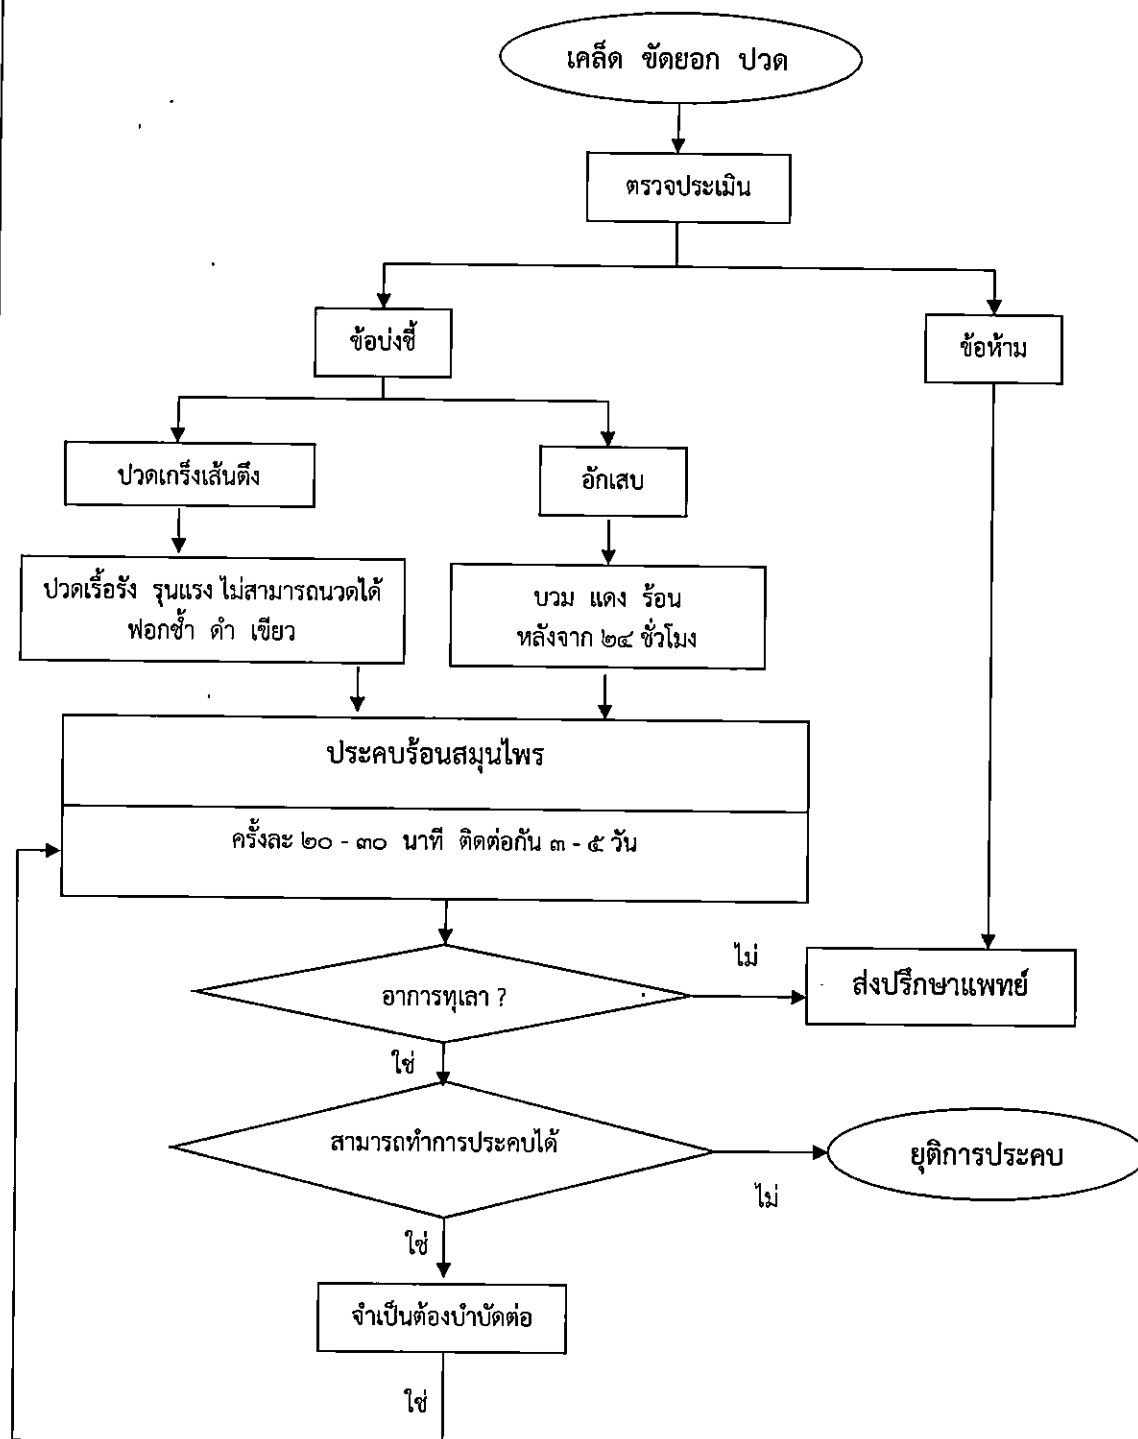 เคล็ด ขัดยอก ปวด
ตรวจประเมิน
ข้อบ่งชี้
ข้อห้าม
ปวดเกร็งเส้นตึง
อักเสบ
ปวดเรื้อรัง รุนแรง ไม่สามารถนวดได้
ฟอกช้ำ ดำ เขียว
บวม แดง ร้อน
หลังจาก ๒๔ ชั่วโมง
ประคบร้อนสมุนไพร
ครั้งละ ๒๐ - ๓๐ นาที ติดต่อกัน ๓ - ๕ วัน
อาการทุเลา ?
ไม่
ส่งปรึกษาแพทย์
ใช่
สามารถทำการประคบได้
ไม่
ยุติการประคบ
ใช่
จำเป็นต้องบำบัดต่อ
ใช่